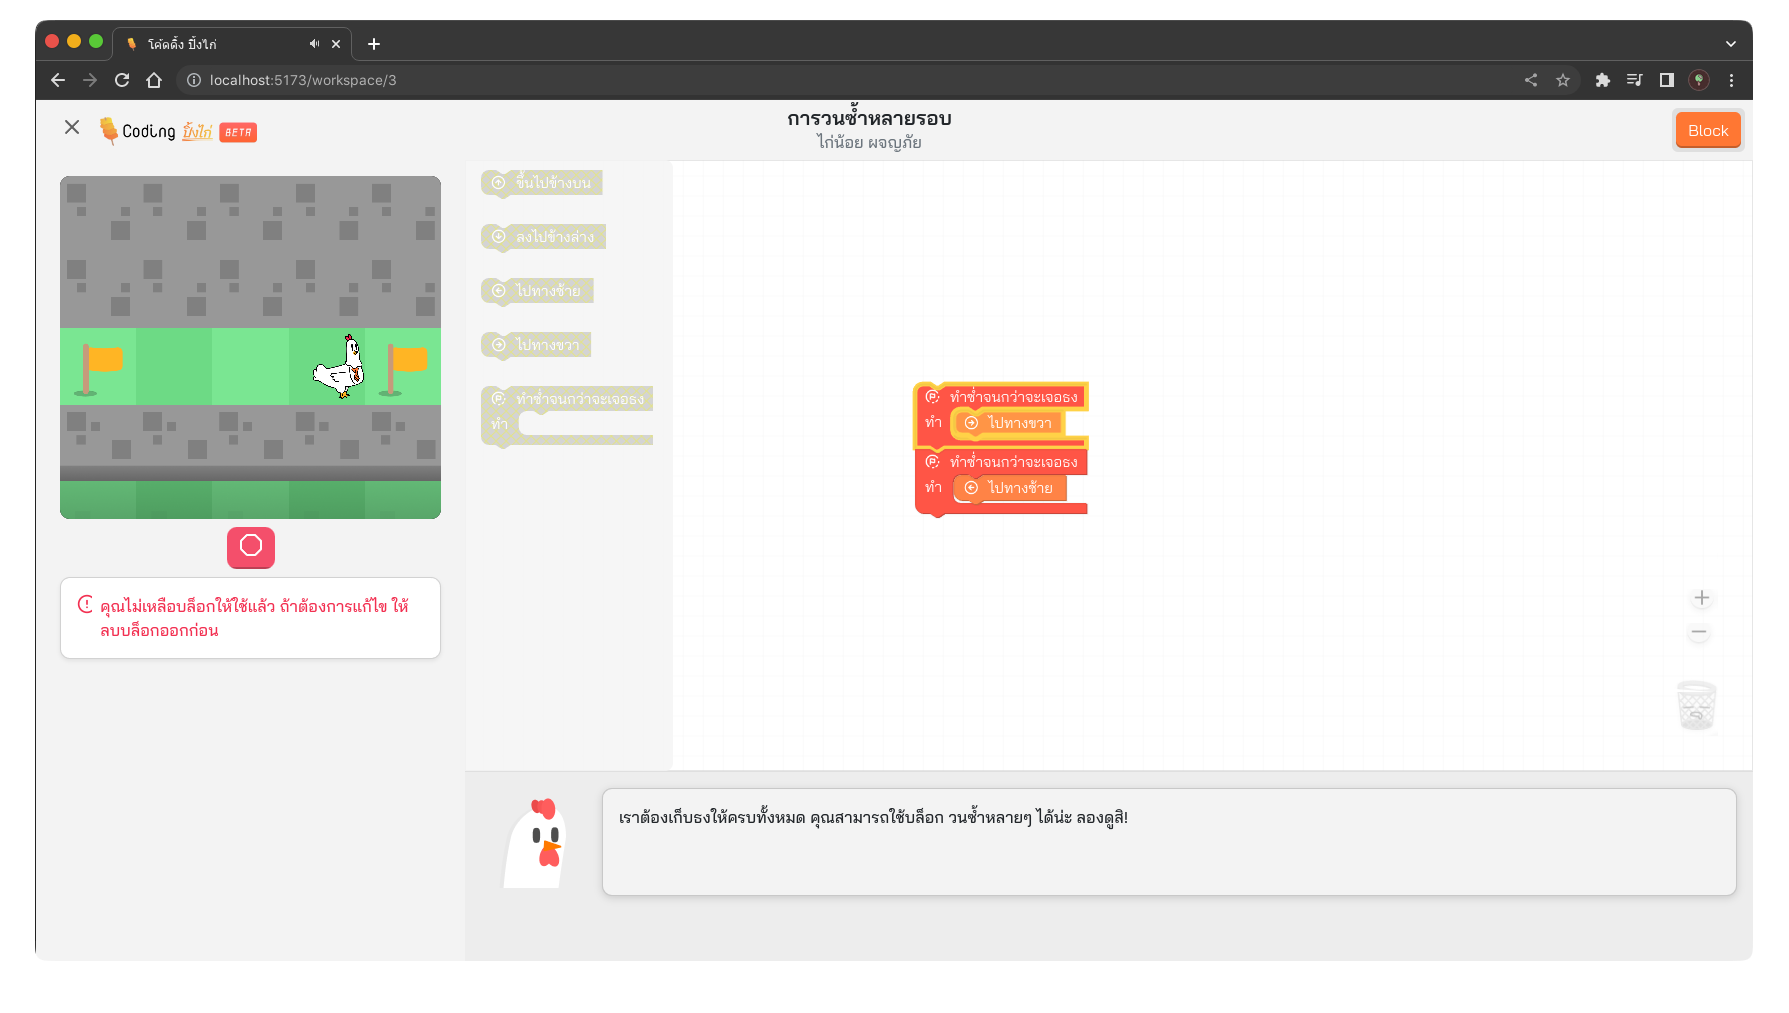 โค้ดดิ้ง ปิ้งไก่
localhost:5173/workspace/3
Coding ปิ้งไก่ BETA
การวนซ้ำหลายรอบ
ไก่น้อย ผจญภัย
Block
ขึ้นไปข้างบน
ลงไปข้างล่าง
ไปทางซ้าย
ไปทางขวา
ทำซ้ำจนกว่าจะเจอธง
ทำ
ทำซ้ำจนกว่าจะเจอธง
ทำ ไปทางขวา
ทำซ้ำจนกว่าจะเจอธง
ทำ ไปทางซ้าย
คุณไม่เหลือบล็อกให้ใช้แล้ว ถ้าต้องการแก้ไข ให้
ลบบล็อกออกก่อน
เราต้องเก็บธงให้ครบทั้งหมด คุณสามารถใช้บล็อก วนซ้ำหลายๆ ได้น่ะ ลองดูสิ!